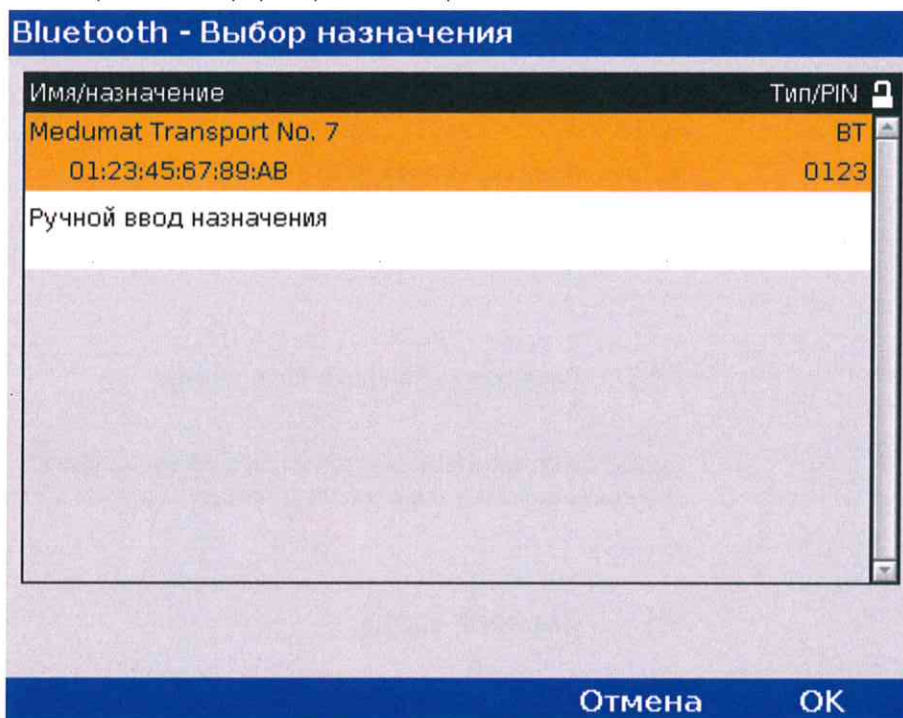 Bluetooth - Выбор назначения
Имя/назначение Тип/PIN
Medumat Transport No. 7 BT
01:23:45:67:89:AB 0123
Ручной ввод назначения
Отмена OK